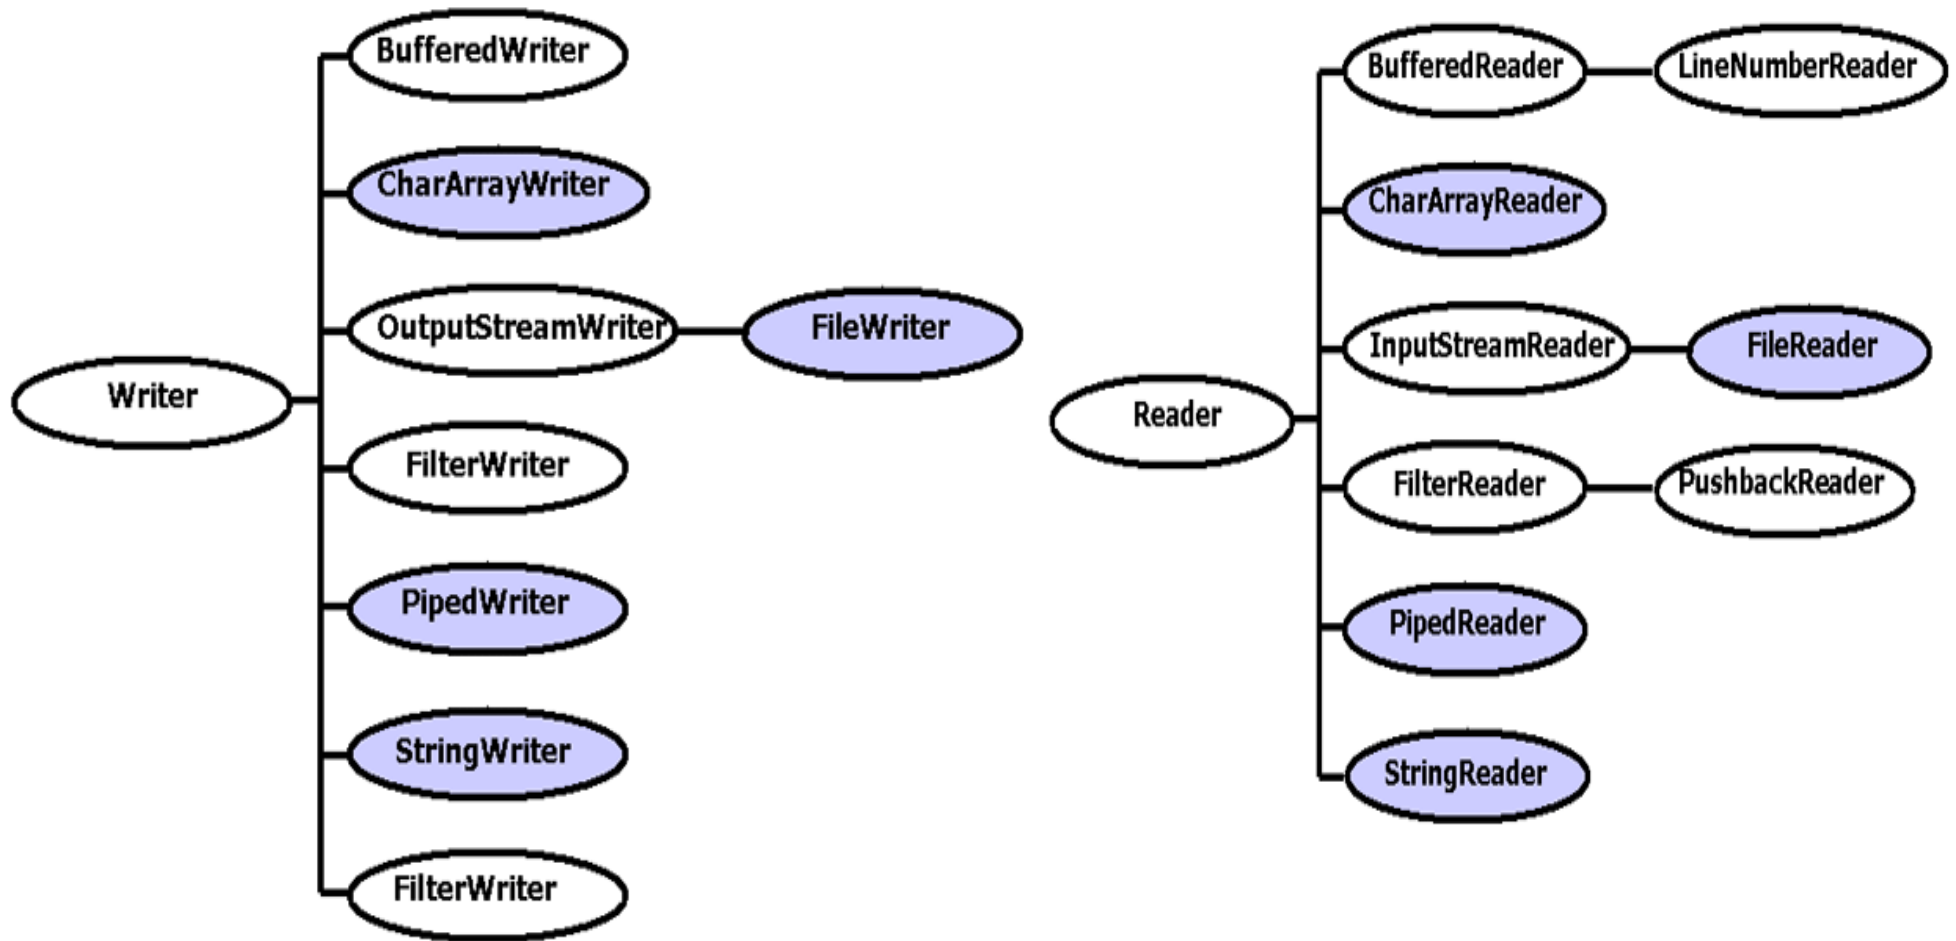 Writer
BufferedWriter
CharArrayWriter
OutputStreamWriter
FileWriter
FilterWriter
PipedWriter
StringWriter
FilterWriter
Reader
BufferedReader
LineNumberReader
CharArrayReader
InputStreamReader
FileReader
FilterReader
PushbackReader
PipedReader
StringReader